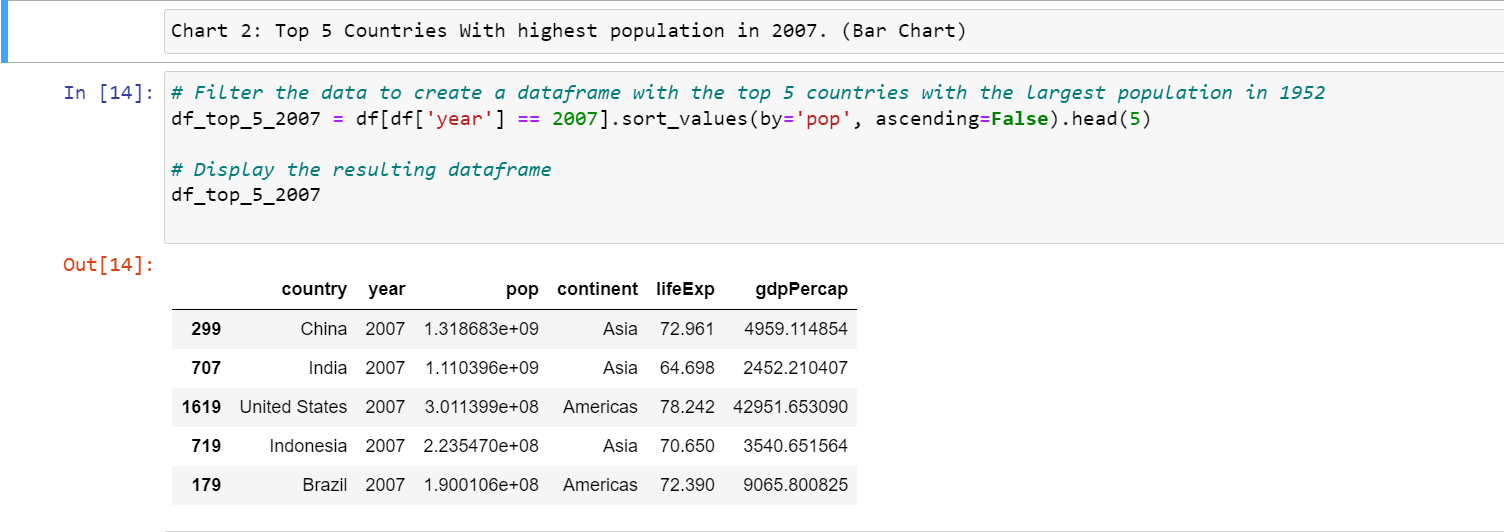 Chart 2: Top 5 Countries With highest population in 2007. (Bar Chart)
In [14]: # Filter the data to create a dataframe with the top 5 countries with the largest population in 1952
df_top_5_2007 = df[df['year'] == 2007].sort_values(by='pop', ascending=False).head(5)
# Display the resulting dataframe
df_top_5_2007
Out[14]:
country year pop continent lifeExp gdpPercap
299 China 2007 1.318683e+09 Asia 72.961 4959.114854
707 India 2007 1.110396e+09 Asia 64.698 2452.210407
1619 United States 2007 3.011399e+08 Americas 78.242 42951.653090
719 Indonesia 2007 2.235470e+08 Asia 70.650 3540.651564
179 Brazil 2007 1.900106e+08 Americas 72.390 9065.800825